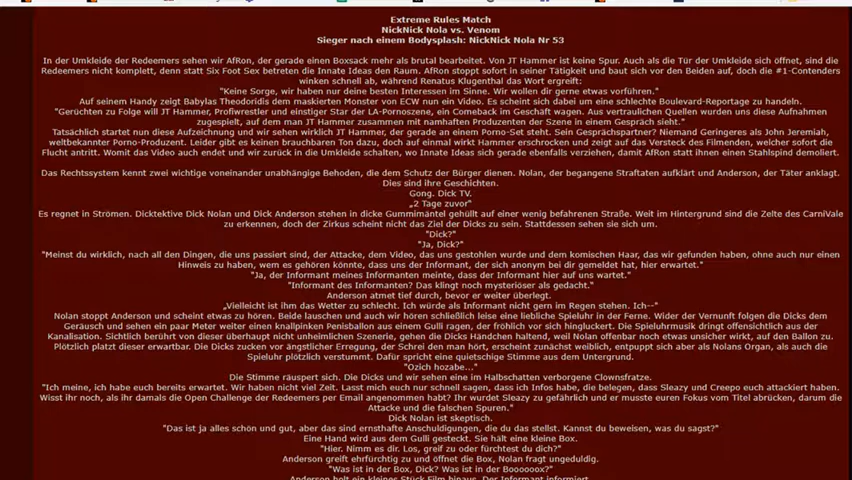 Extreme Rules Match
NickNick Nola vs. Venom
Sieger nach einem Bodysplash: NickNick Nola Nr 53
In der Umkleide der Redeemers sehen wir AfRon, der gerade einen Boxsack mehr als brutal bearbeitet. Von JT Hammer ist keine Spur. Auch als die Tür der Umkleide sich öffnet, sind die
Redeemers nicht komplett, denn statt Six Foot Sex betreten die Innate Ideas den Raum. AfRon stoppt sofort in seiner Tätigkeit und baut sich vor den Beiden auf, doch die #1-Contenders
winken schnell ab, während Renatus Klugenthal das Wort ergreift:
"Keine Sorge, wir haben nur deine besten Interessen im Sinne. Wir wollen dir gerne etwas vorführen."
Auf seinem Handy zeigt Babylas Theodoridis dem maskierten Monster von ECW nun ein Video. Es scheint sich dabei um eine schlechte Boulevard-Reportage zu handeln.
"Gerüchten zu Folge will JT Hammer, Profiwrestler und einstiger Star der LA-Pornoszene, ein Comeback im Geschäft wagen. Aus vertraulichen Quellen wurden uns diese Aufnahmen
zugespielt, auf dem man JT Hammer zusammen mit namhaften Produzenten der Szene in einem Gespräch sieht."
Tatsächlich startet nun diese Aufzeichnung und wir sehen wirklich JT Hammer, der gerade an einem Porno-Set steht. Sein Gesprächspartner? Niemand Geringeres als John Jeremiah,
weltbekannter Porno-Produzent. Leider gibt es keinen brauchbaren Ton dazu, doch auf einmal wirkt Hammer erschrocken und zeigt auf das Versteck des Filmenden, welcher sofort die
Flucht antritt. Womit das Video auch endet und wir zurück in die Umkleide schalten, wo Innate Ideas sich gerade ebenfalls verziehen, damit AfRon statt ihnen einen Stahlspind demoliert.
Das Rechtssystem kennt zwei wichtige voneinander unabhängige Behoden, die dem Schutz der Bürger dienen. Nolan, der begangene Straftaten aufklärt und Anderson, der Täter anklagt.
Dies sind ihre Geschichten.
Gong. Dick TV.
„2 Tage zuvor"
Es regnet in Strömen. Dicktektive Dick Nolan und Dick Anderson stehen in dicke Gummimäntel gehüllt auf einer wenig befahrenen Straße. Weit im Hintergrund sind die Zelte des CarniVale
zu erkennen, doch der Zirkus scheint nicht das Ziel der Dicks zu sein. Stattdessen sehen sie sich um.
"Dick?"
"Ja, Dick?"
"Meinst du wirklich, nach all den Dingen, die uns passiert sind, der Attacke, dem Video, das uns gestohlen wurde und dem komischen Haar, das wir gefunden haben, ohne auch nur einen
Hinweis zu haben, wem es gehören könnte, dass uns der Informant, der sich anonym bei dir gemeldet hat, hier erwartet."
"Ja, der Informant meines Informanten meinte, dass der Informant hier auf uns wartet."
"Informant des Informanten? Das klingt noch mysteriöser als gedacht."
Anderson atmet tief durch, bevor er weiter überlegt.
„Vielleicht ist ihm das Wetter zu schlecht. Ich würde als Informant nicht gern im Regen stehen. Ich--"
Nolan stoppt Anderson und scheint etwas zu hören. Beide lauschen und auch wir hören schließlich leise eine liebliche Spieluhr in der Ferne. Wider der Vernunft folgen die Dicks dem
Geräusch und sehen ein paar Meter weiter einen knallpinken Penisballon aus einem Gulli ragen, der fröhlich vor sich hingluckert. Die Spieluhrmusik dringt offensichtlich aus der
Kanalisation. Sichtlich berührt von dieser überhaupt nicht unheimlichen Szenerie, gehen die Dicks Händchen haltend, weil Nolan offenbar noch etwas unsicher wirkt, auf den Ballon zu.
Plötzlich platzt dieser erwartbar. Die Dicks zucken vor ängstlicher Erregung, der Schrei den man hört, erscheint zunächst weiblich, entpuppt sich aber als Nolans Organ, als auch die
Spieluhr plötzlich verstummt. Dafür spricht eine quietschige Stimme aus dem Untergrund.
"Ozich hozabe..."
Die Stimme räuspert sich. Die Dicks und wir sehen eine im Halbschatten verborgene Clownsfratze.
"Ich meine, ich habe euch bereits erwartet. Wir haben nicht viel Zeit. Lasst mich euch nur schnell sagen, dass ich Infos habe, die belegen, dass Sleazy und Creepo euch attackiert haben.
Wisst ihr noch, als ihr damals die Open Challenge der Redeemers per Email angenommen habt? Ihr wurdet Sleazy zu gefährlich und er musste euren Fokus vom Titel abrücken, darum die
Attacke und die falschen Spuren."
Dick Nolan ist skeptisch.
"Das ist ja alles schön und gut, aber das sind ernsthafte Anschuldigungen, die du das stellst. Kannst du beweisen, was du sagst?"
Eine Hand wird aus dem Gulli gesteckt. Sie hält eine kleine Box.
"Hier. Nimm es dir. Los, greif zu oder fürchtest du dich?"
Anderson greift ehrfürchtig zu und öffnet die Box, Nolan fragt ungeduldig.
"Was ist in der Box, Dick? Was ist in der Boooooox?"
Anderson holt ein kleines Stück Film hinaus. Der Informant informiert.